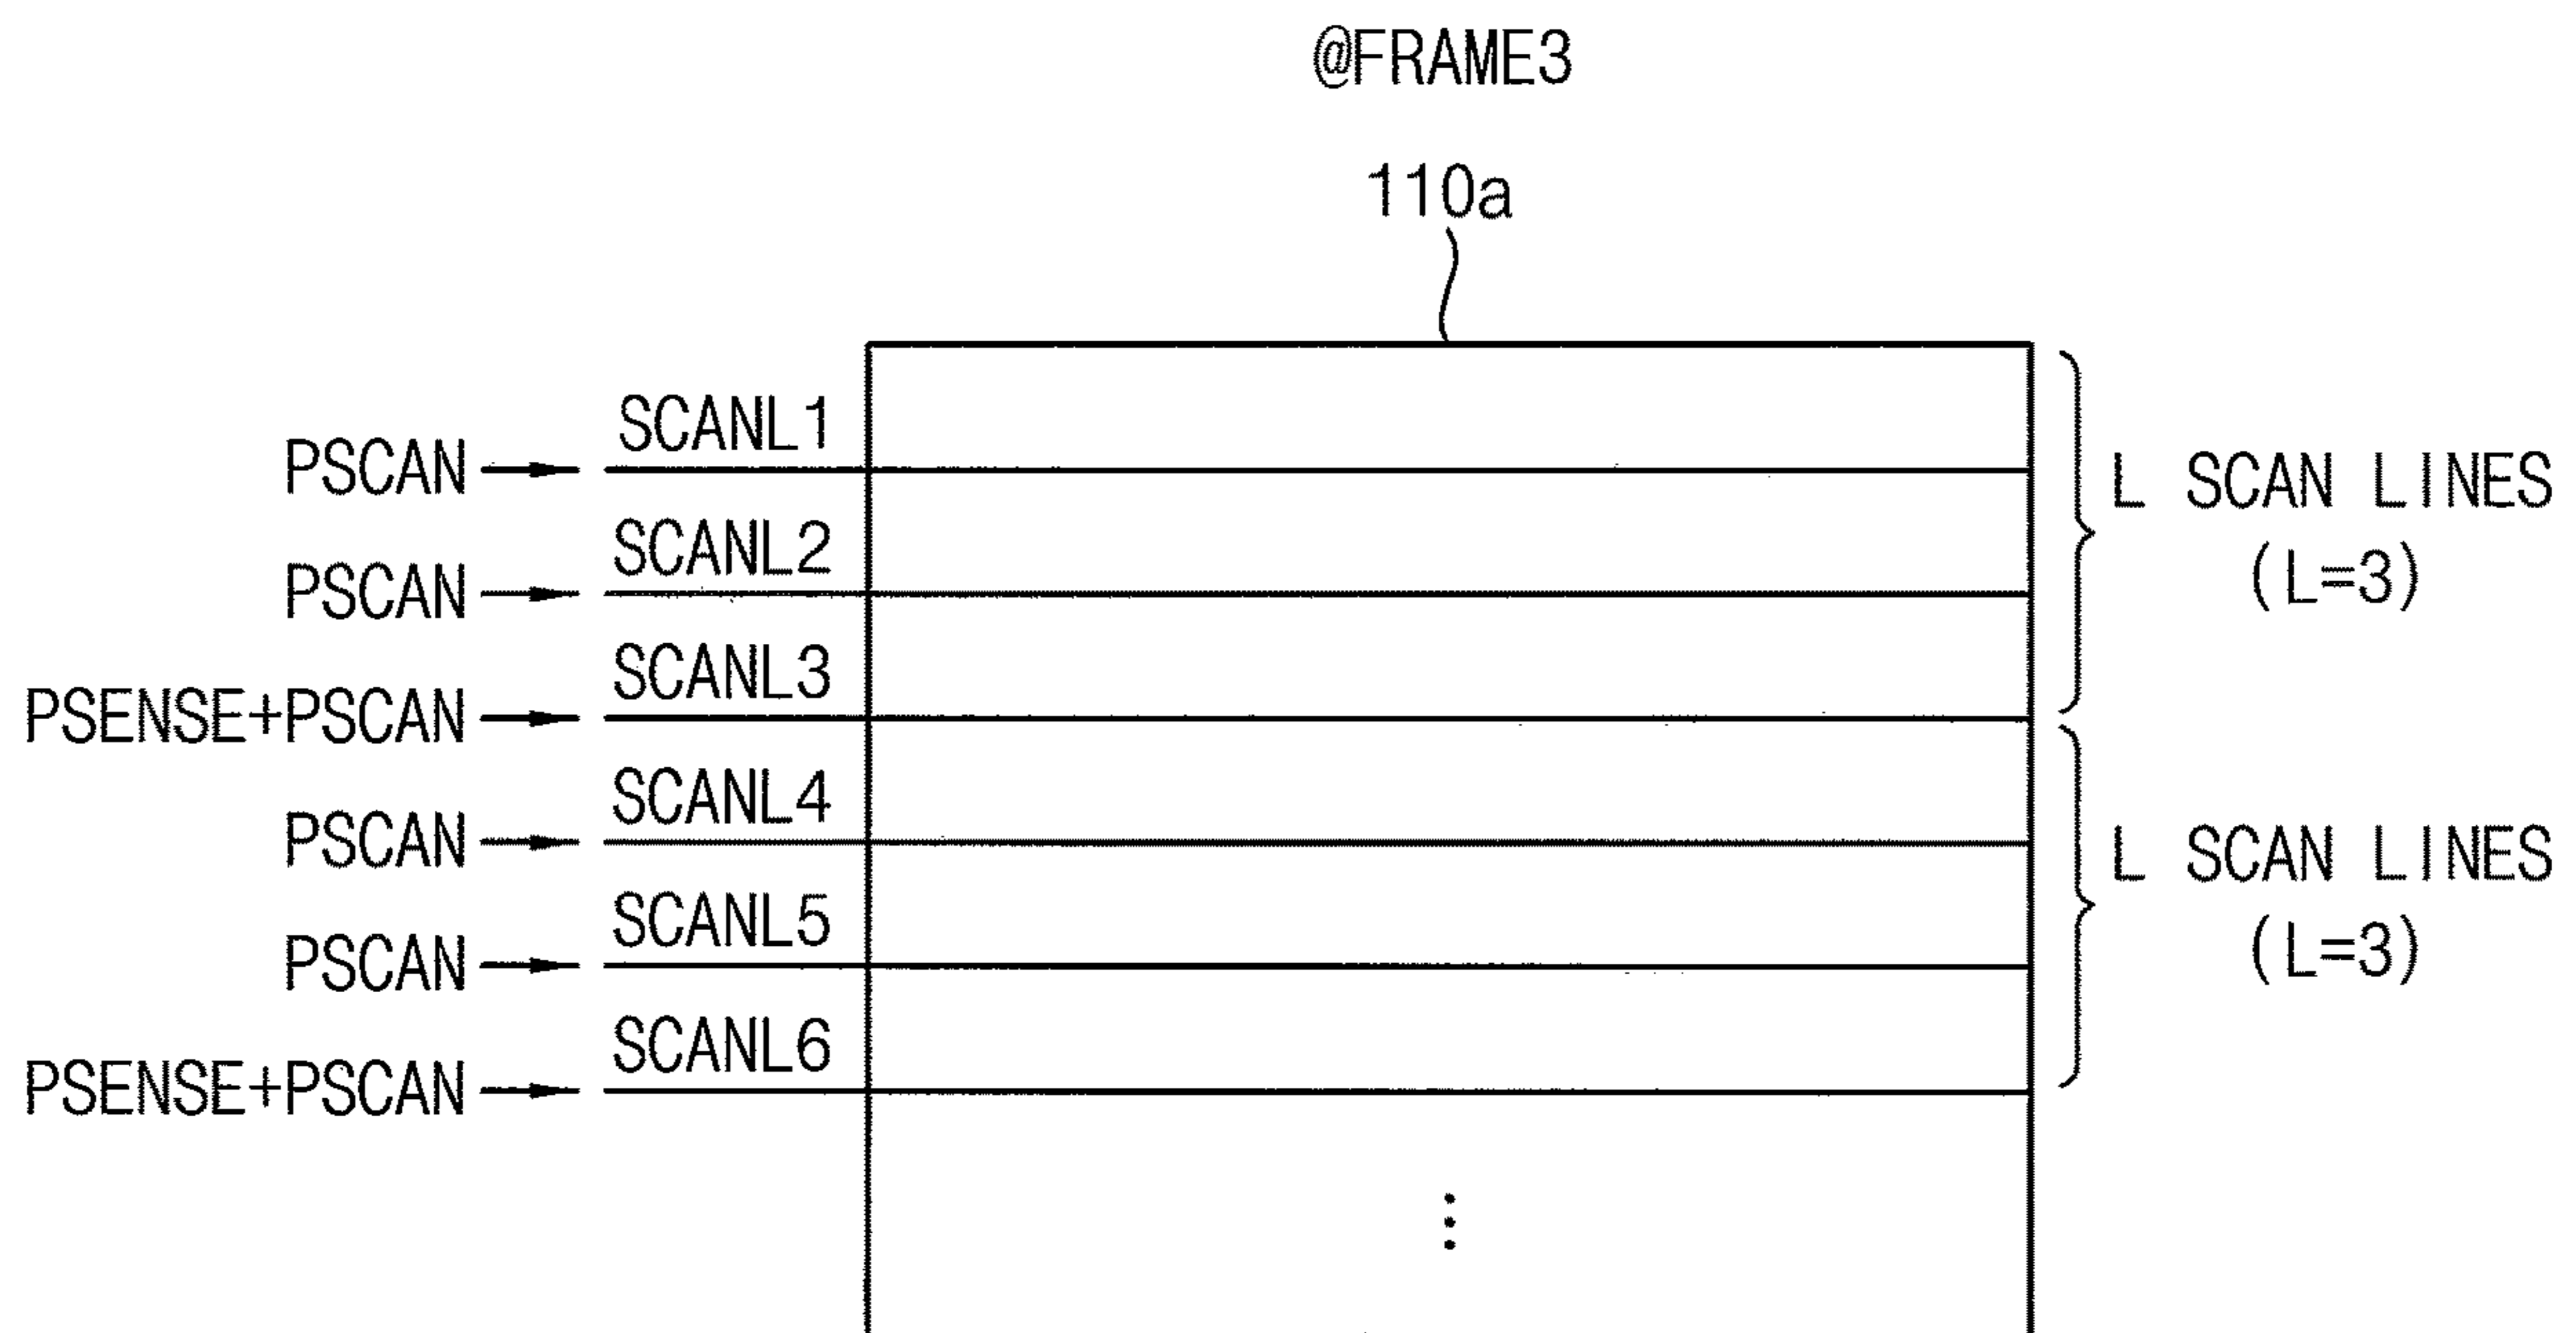 @FRAME3
110a
SCANL1
PSCAN
L SCAN LINES
(L=3)
SCANL2
PSCAN
SCANL3
PSENSE+PSCAN
SCANL4
PSCAN
L SCAN LINES
(L=3)
SCANL5
PSCAN
SCANL6
PSENSE+PSCAN